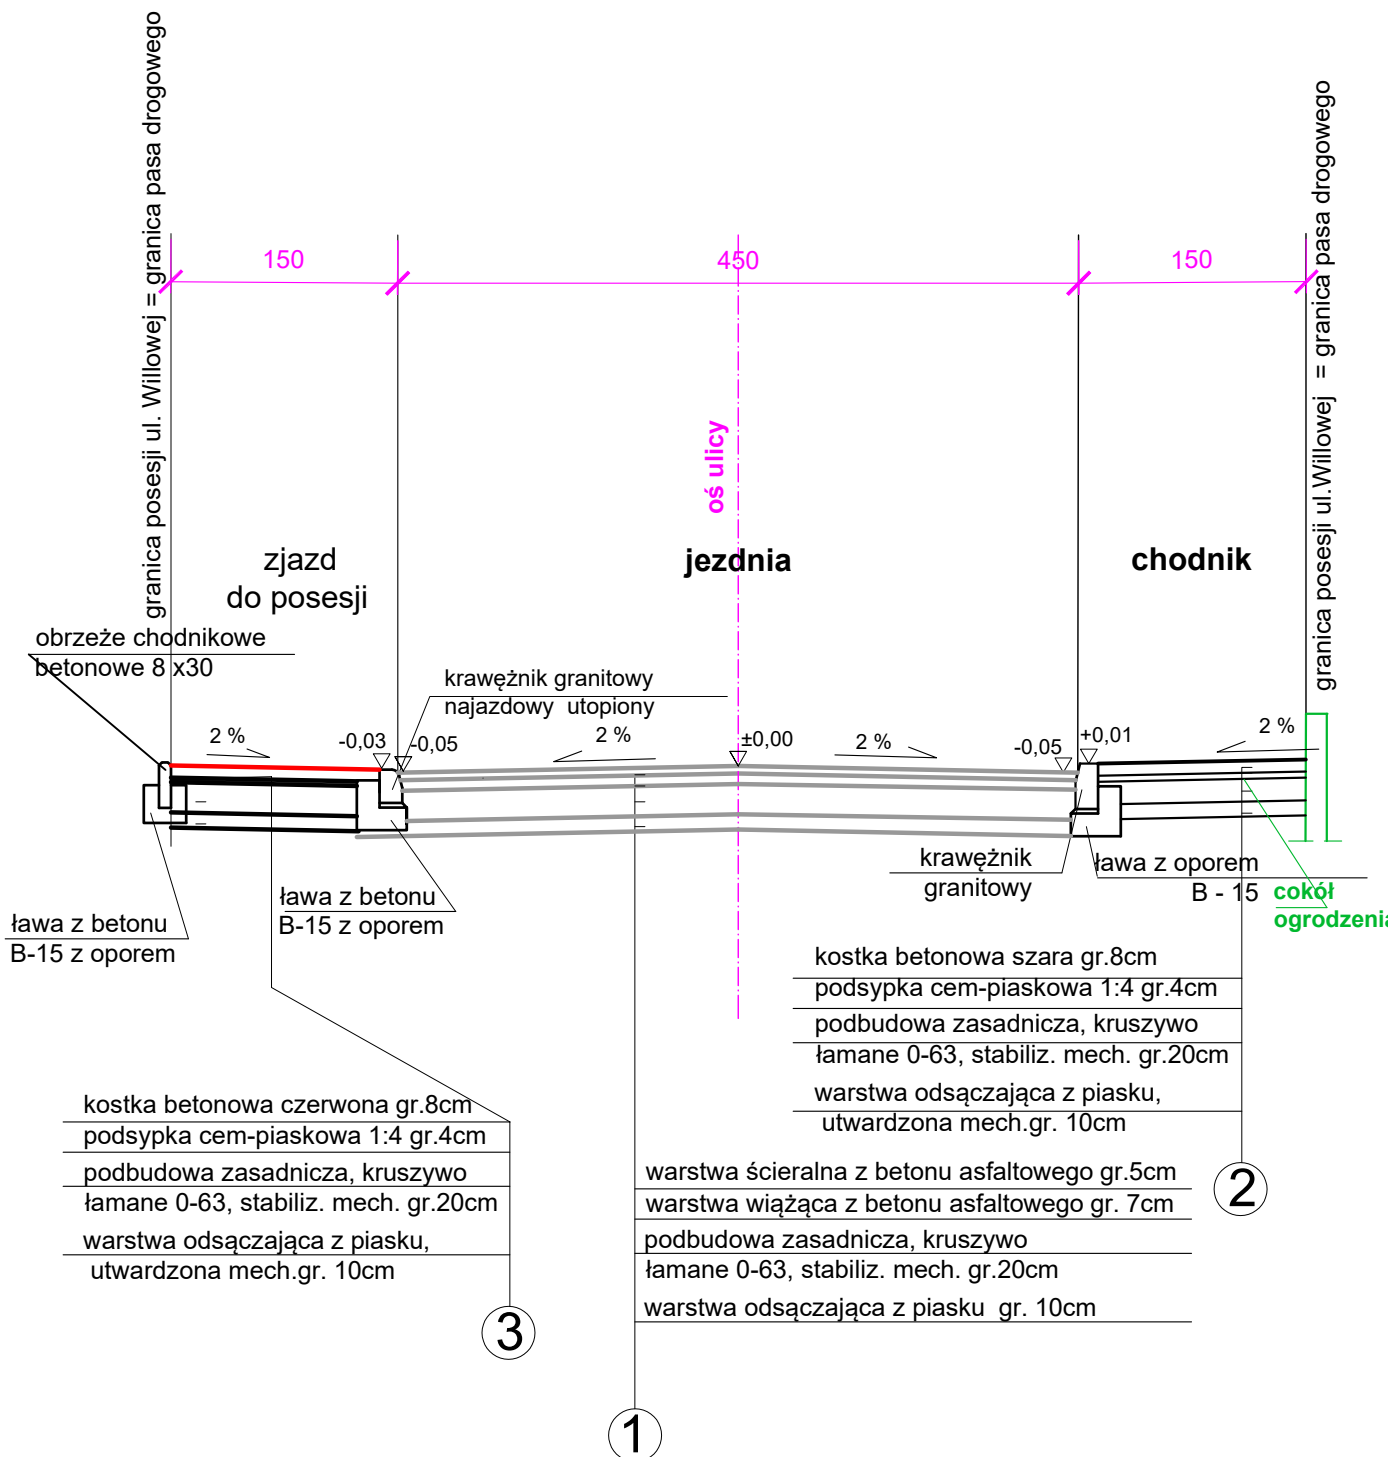 granica posesji ul. Willowej = granica pasa drogowego
granica posesji ul.Willowej = granica pasa drogowego
150
450
150
oś ulicy
zjazd
do posesji
jezdnia
chodnik
obrzeże chodnikowe
betonowe 8 x30
krawężnik granitowy
najazdowy utopiony
2 %
-0,03
-0,05
2 %
±0,00
2 %
-0,05
+0,01
2 %
krawężnik
granitowy
ława z oporem
B - 15
cokół
ogrodzenia
ława z betonu
B-15 z oporem
ława z betonu
B-15 z oporem
kostka betonowa szara gr.8cm
podsypka cem-piaskowa 1:4 gr.4cm
podbudowa zasadnicza, kruszywo
łamane 0-63, stabiliz. mech. gr.20cm
warstwa odsączająca z piasku,
utwardzona mech.gr. 10cm
2
kostka betonowa czerwona gr.8cm
podsypka cem-piaskowa 1:4 gr.4cm
podbudowa zasadnicza, kruszywo
łamane 0-63, stabiliz. mech. gr.20cm
warstwa odsączająca z piasku,
utwardzona mech.gr. 10cm
3
warstwa ścieralna z betonu asfaltowego gr.5cm
warstwa wiążąca z betonu asfaltowego gr. 7cm
podbudowa zasadnicza, kruszywo
łamane 0-63, stabiliz. mech. gr.20cm
warstwa odsączająca z piasku gr. 10cm
1